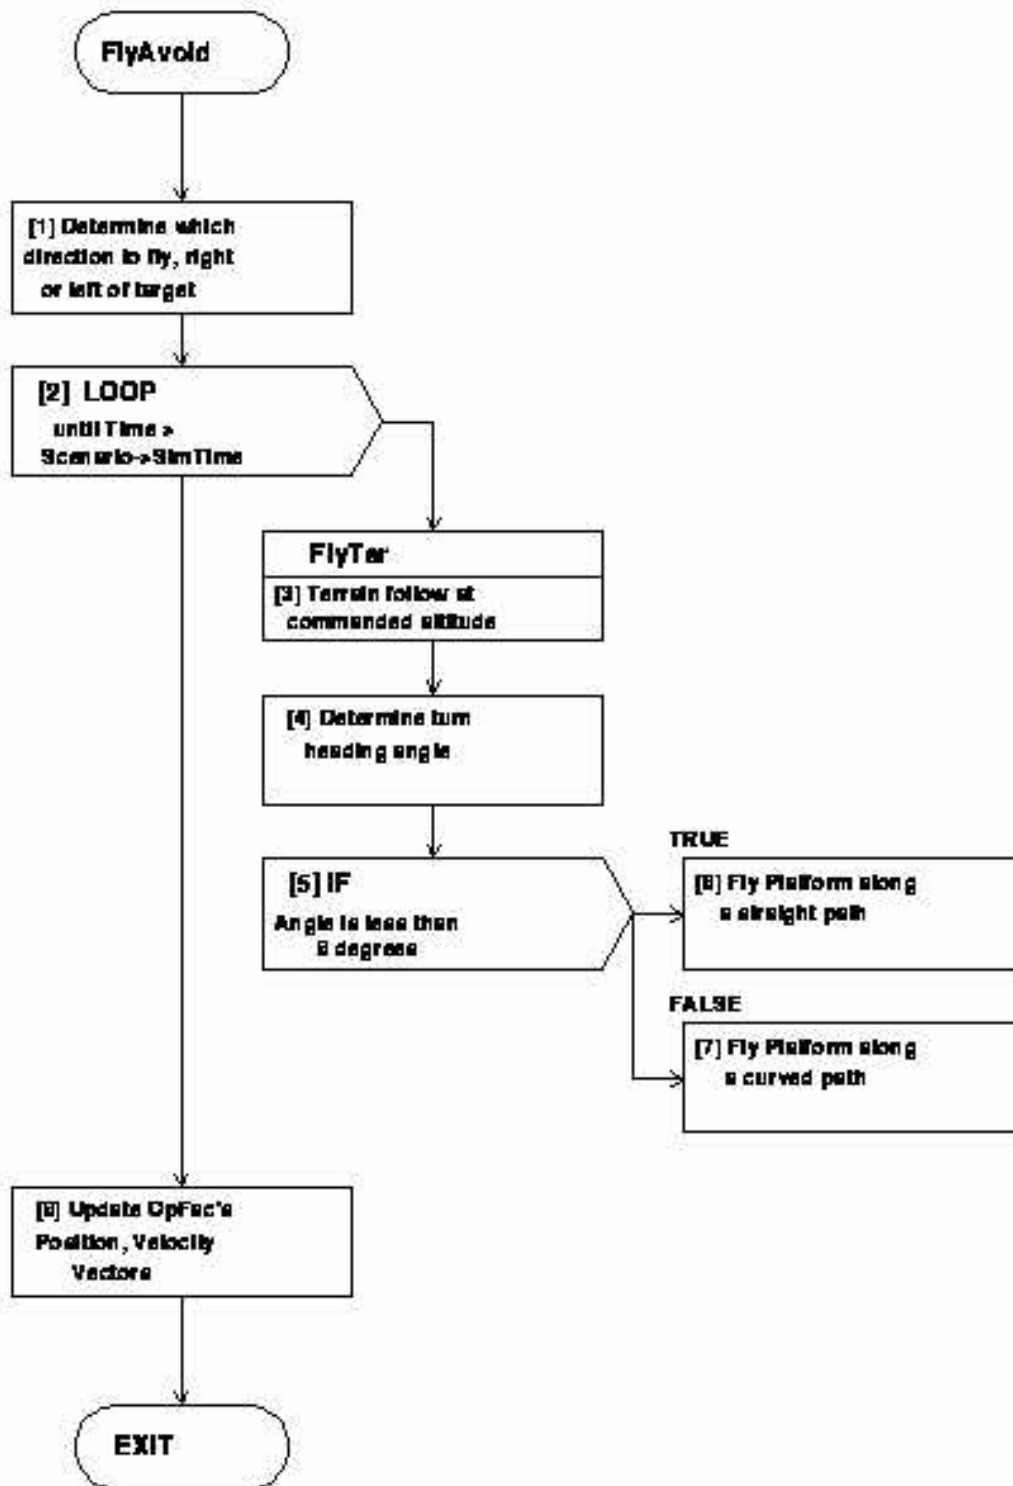 FlyAvoid
[1] Determine which
direction to fly, right
or left of target
[2] LOOP
until Time >
Scenario->SimTime
FlyTer
[3] Terrain follow at
commanded altitude
[4] Determine turn
heading angle
[5] IF
Angle is less than
degrees
TRUE
[6] Fly Platform along
a straight path
FALSE
[7] Fly Platform along
a curved path
[8] Update OpFac's
Position, Velocity
Vectors
EXIT